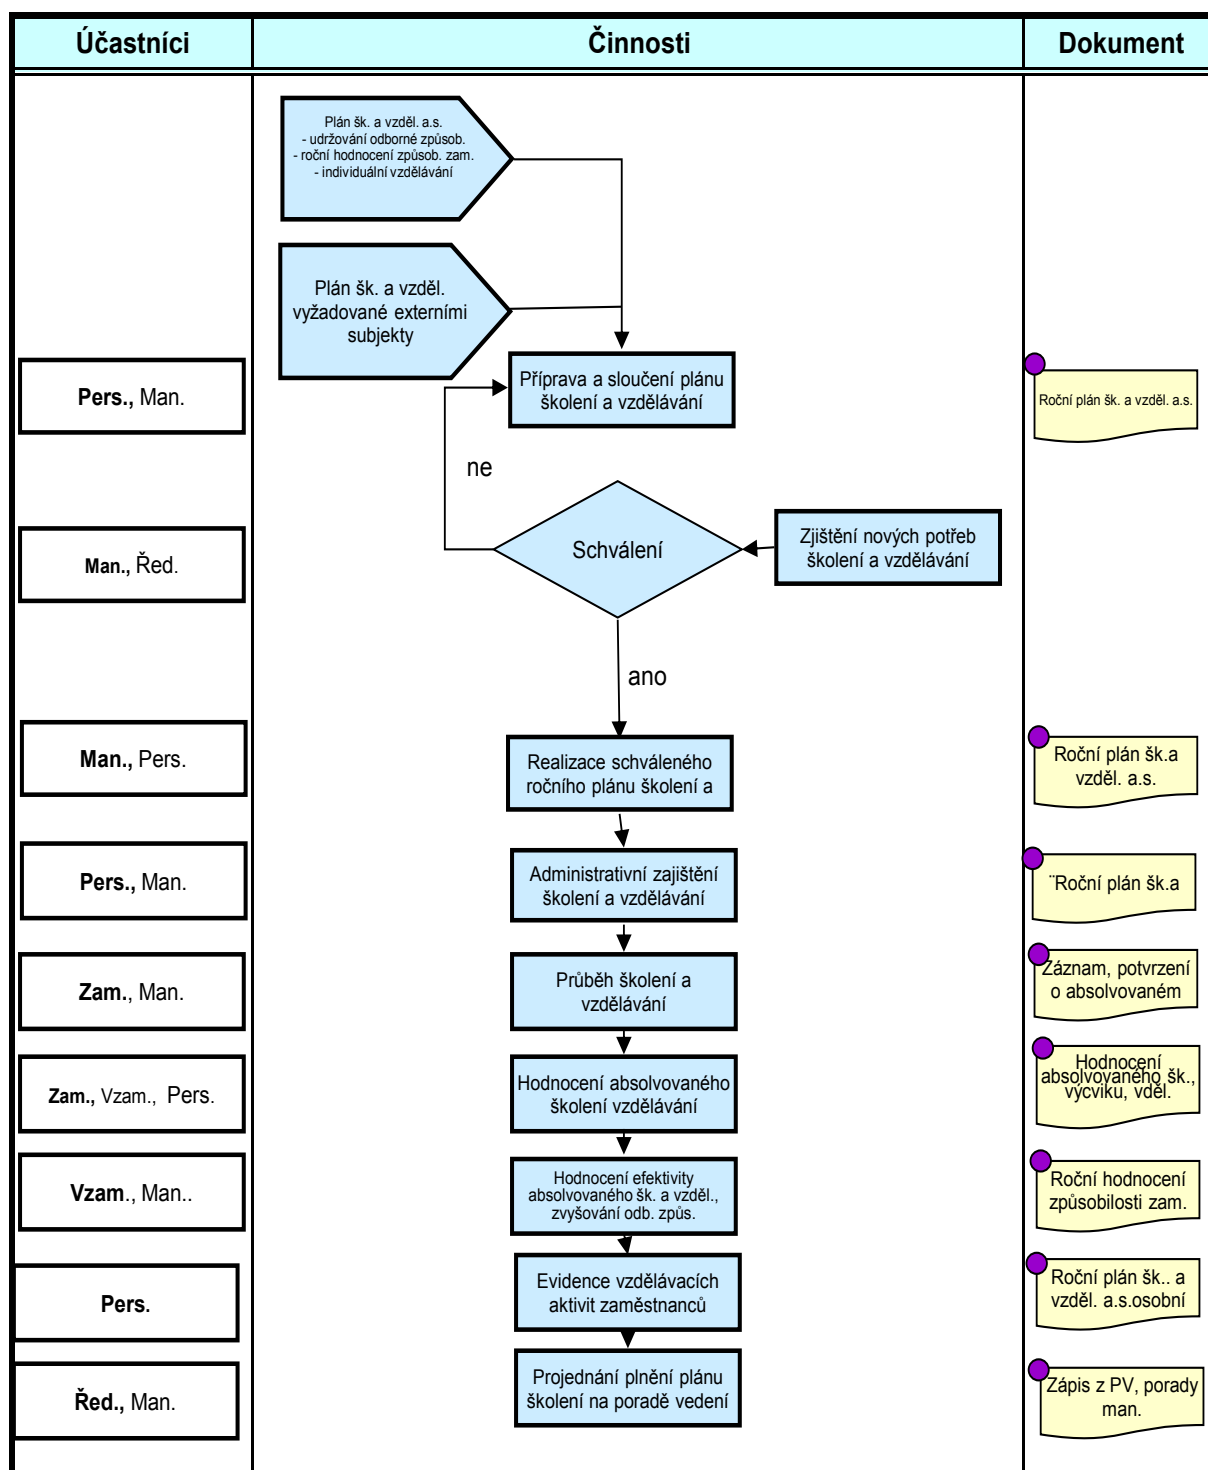 Účastníci
Činnosti
Dokument
Plán šk. a vzděl. a.s.
- udržování odborné způsob.
- roční hodnocení způsob. zam.
- individuální vzdělávání
Plán šk. a vzděl.
vyžadované externími
subjekty
Pers., Man.
Příprava a sloučení plánu
školení a vzdělávání
Roční plán šk. a vzděl. a.s.
ne
Man., Řed.
Schválení
Zjištění nových potřeb
školení a vzdělávání
ano
Man., Pers.
Realizace schváleného
ročního plánu školení a
Roční plán šk.a
vzděl. a.s.
Pers., Man.
Administrativní zajištění
školení a vzdělávání
¨Roční plán šk.a
Zam., Man.
Průběh školení a
vzdělávání
Záznam, potvrzení
o absolvovaném
Zam., Vzam., Pers.
Hodnocení absolvovaného
školení vzdělávání
Hodnocení
absolvovaného šk.,
výcviku, vděl.
Vzam., Man..
Hodnocení efektivity
absolvovaného šk. a vzděl.,
zvyšování odb. způs.
Roční hodnocení
způsobilosti zam.
Pers.
Evidence vzdělávacích
aktivit zaměstnanců
Roční plán šk.. a
vzděl. a.s.osobní
Řed., Man.
Projednání plnění plánu
školení na poradě vedení
Zápis z PV, porady
man.